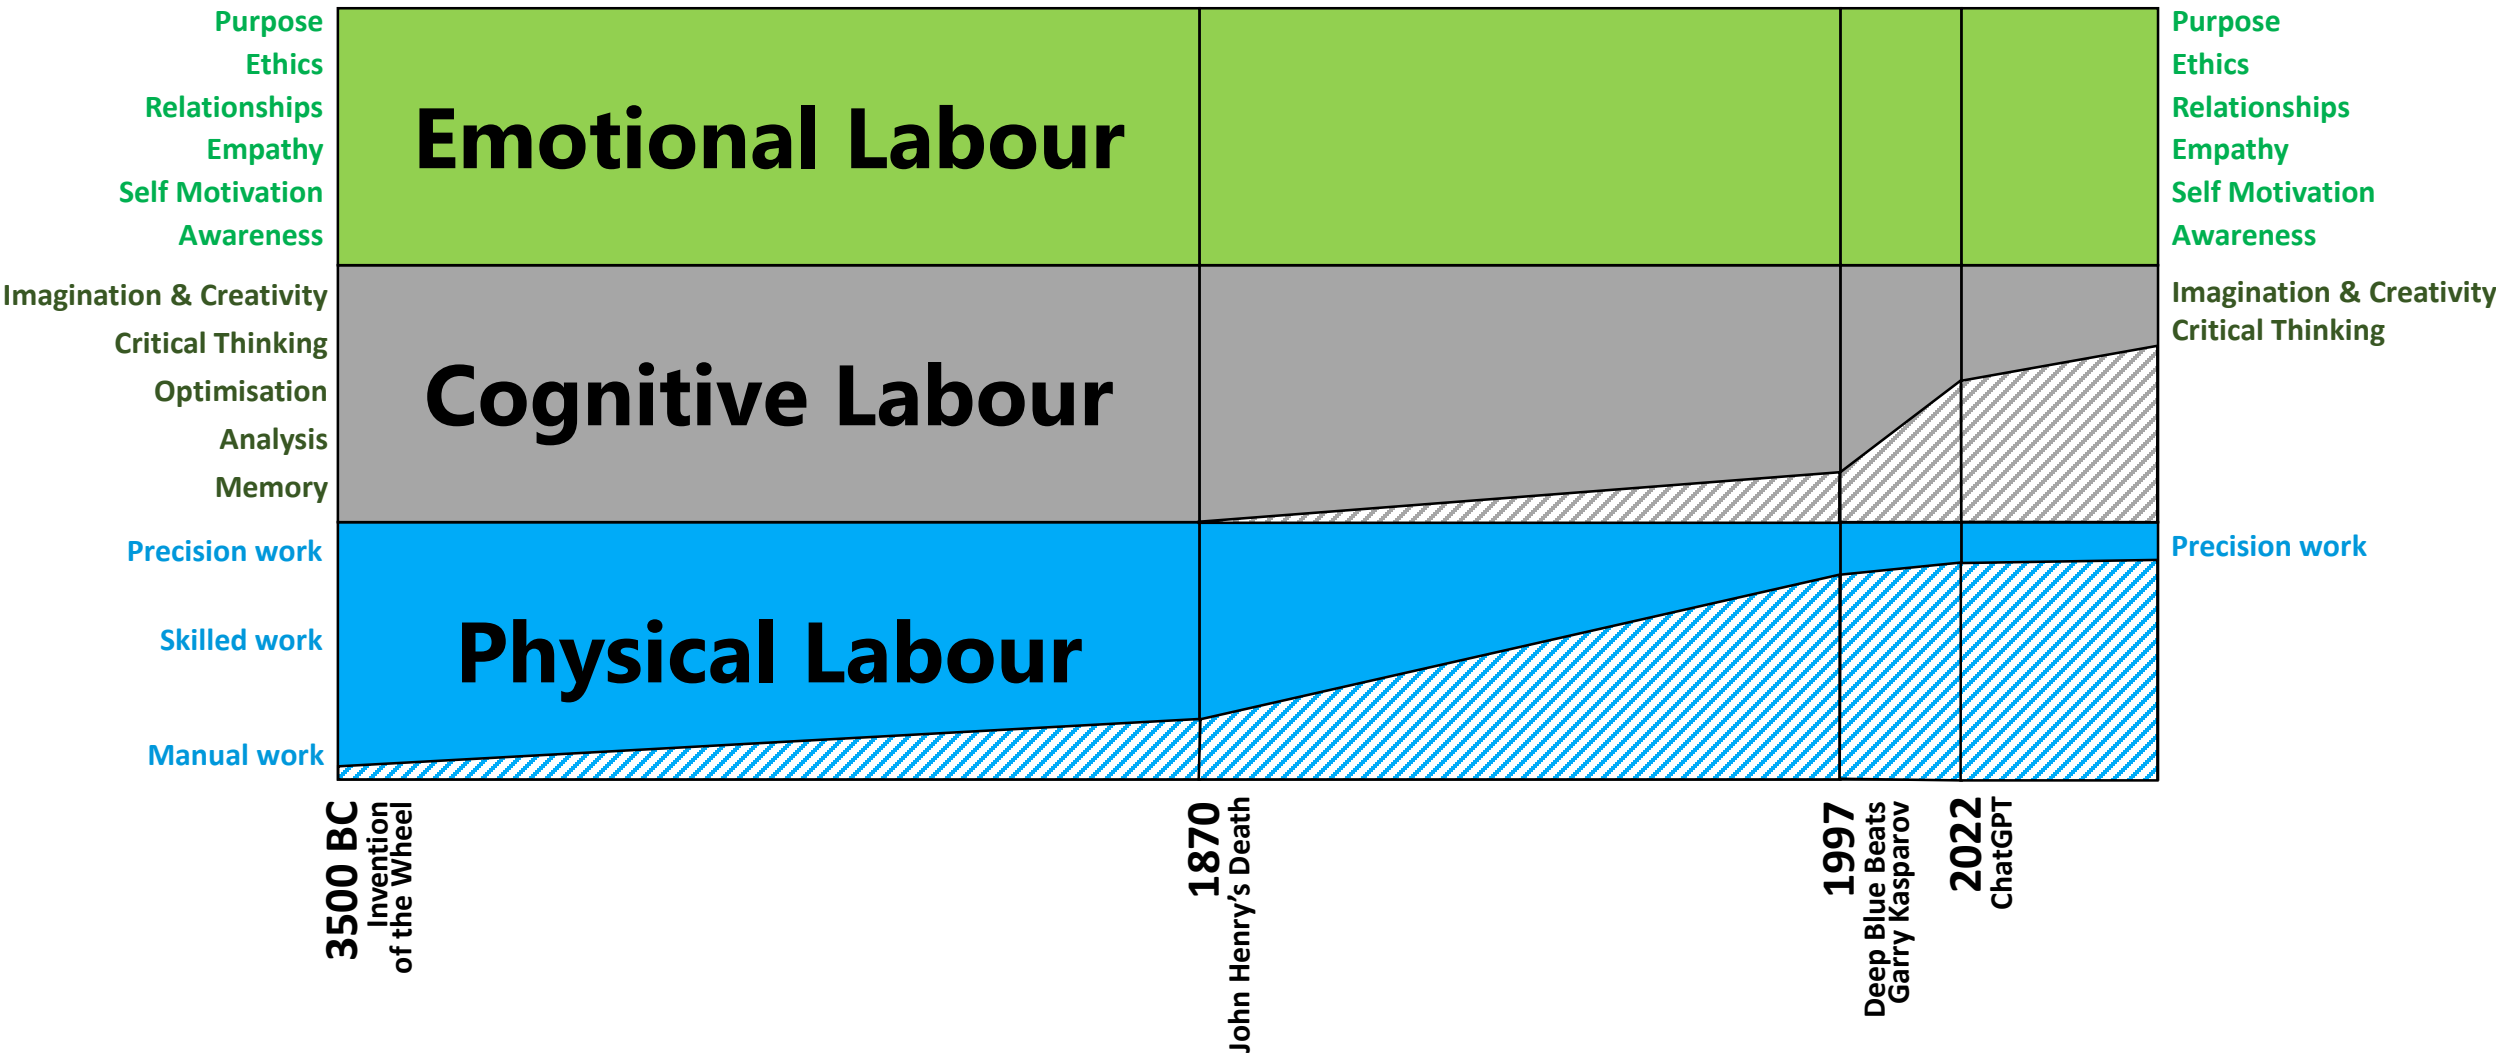 Purpose
Ethics
Relationships
Empathy
Self Motivation
Awareness
Imagination & Creativity
Critical Thinking
Optimisation
Analysis
Memory
Precision work
Skilled work
Manual work
Emotional Labour
Cognitive Labour
Physical Labour
Purpose
Ethics
Relationships
Empathy
Self Motivation
Awareness
Imagination & Creativity
Critical Thinking
Precision work
3500 BC
Invention
of the Wheel
1870
John Henry’s Death
1997
Deep Blue Beats
Garry Kasparov
2022
ChatGPT